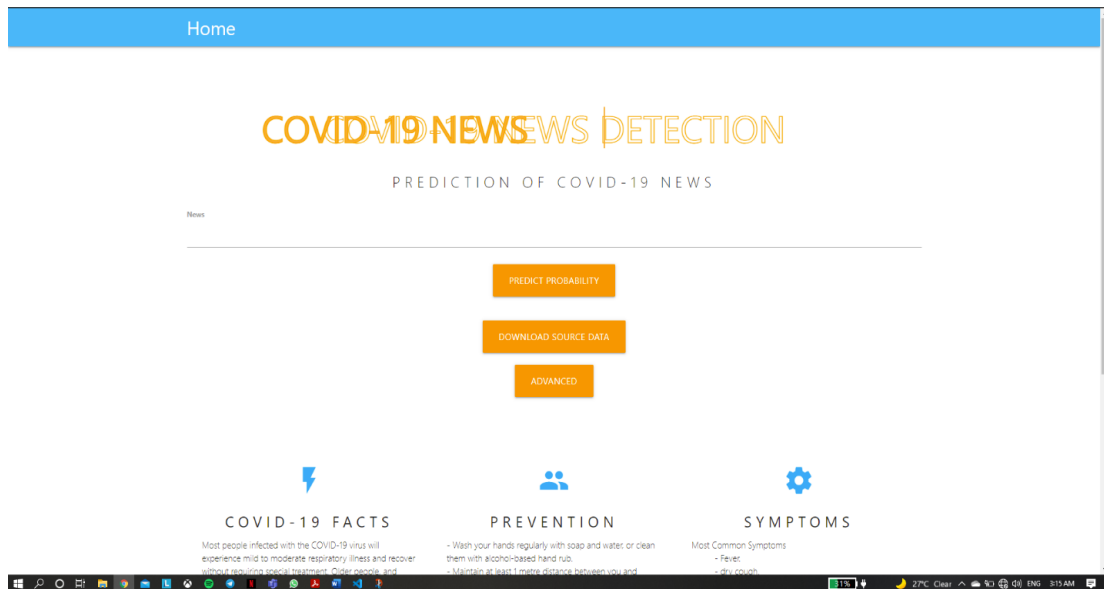 Home
COVID-19 NEWS
COVID-19 NEWS DETECTION
PREDICTION OF COVID-19 NEWS
News
PREDICT PROBABILITY
DOWNLOAD SOURCE DATA
ADVANCED
COVID-19 FACTS
Most people infected with the COVID-19 virus will
experience mild to moderate respiratory illness and recover
without requiring special treatment. Older people, and
PREVENTION
- Wash your hands regularly with soap and water, or clean
them with alcohol-based hand rub.
- Maintain at least 1 metre distance between you and
SYMPTOMS
Most Common Symptoms
- Fever.
- dry cough.
31%
27°C Clear
ENG
3:15 AM